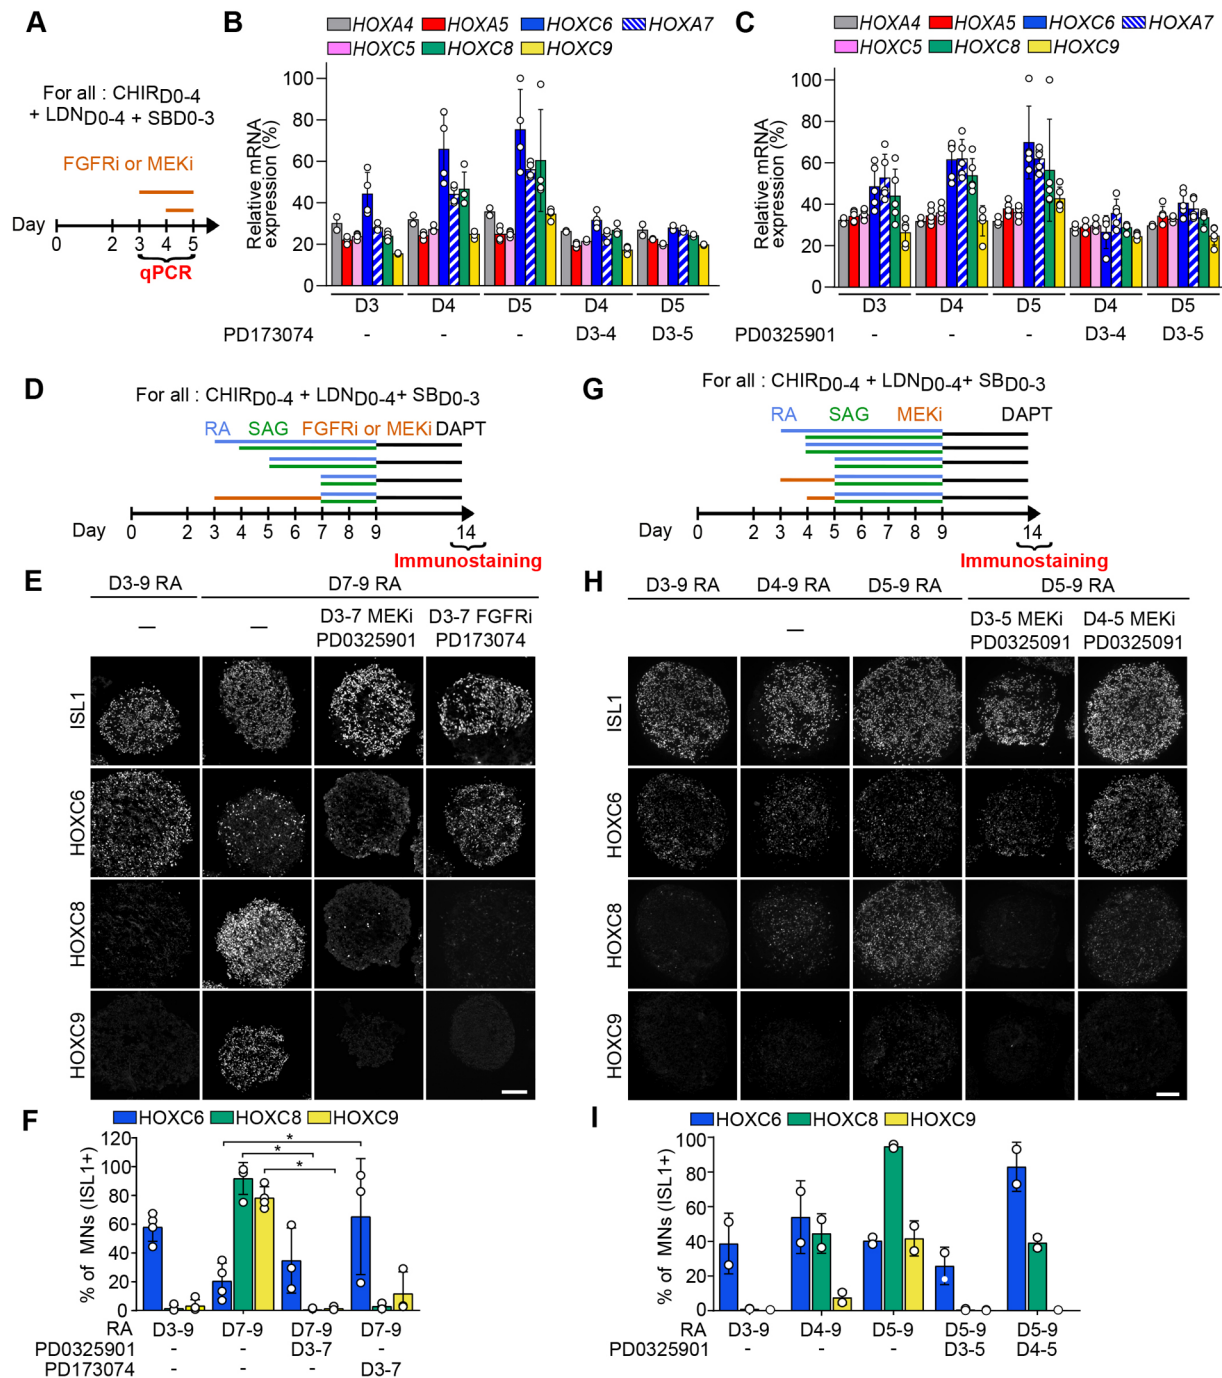 A
For all : CHIRD0-4
+ LDND0-4 + SBD0-3
FGFRi or MEKi
Day
0 2 3 4 5
qPCR
B
HOXA4 HOXA5 HOXC6 HOXA7
HOXC5 HOXC8 HOXC9
Relative mRNA
expression (%)
100
80
60
40
20
0
D3 D4 D5 D4 D5
PD173074 - - - D3-4 D3-5
C
HOXA4 HOXA5 HOXC6 HOXA7
HOXC5 HOXC8 HOXC9
Relative mRNA
expression (%)
100
80
60
40
20
0
D3 D4 D5 D4 D5
PD0325901 - - - D3-4 D3-5
D
For all : CHIRD0-4 + LDND0-4+ SBD0-3
RA SAG FGFRi or MEKi DAPT
Day 0 2 3 4 5 7 9 14
Immunostaining
G
For all : CHIRD0-4 + LDND0-4+ SBD0-3
RA SAG MEKi DAPT
Day 0 2 3 4 5 7 9 14
Immunostaining
E
D3-9 RA D7-9 RA
— — D3-7 MEKi D3-7 FGFRi
PD0325901 PD173074
ISL1
HOXC6
HOXC8
HOXC9
H
D3-9 RA D4-9 RA D5-9 RA D5-9 RA
— D3-5 MEKi D4-5 MEKi
PD0325091 PD0325091
ISL1
HOXC6
HOXC8
HOXC9
F
HOXC6 HOXC8 HOXC9
% of MNs (ISL1+)
120
100
80
60
40
20
0
* * *
RA D3-9 D7-9 D7-9 D7-9
PD0325901 - - D3-7 -
PD173074 - - - D3-7
I
HOXC6 HOXC8 HOXC9
% of MNs (ISL1+)
100
80
60
40
20
0
RA D3-9 D4-9 D5-9 D5-9 D5-9
PD0325901 - - - D3-5 D4-5